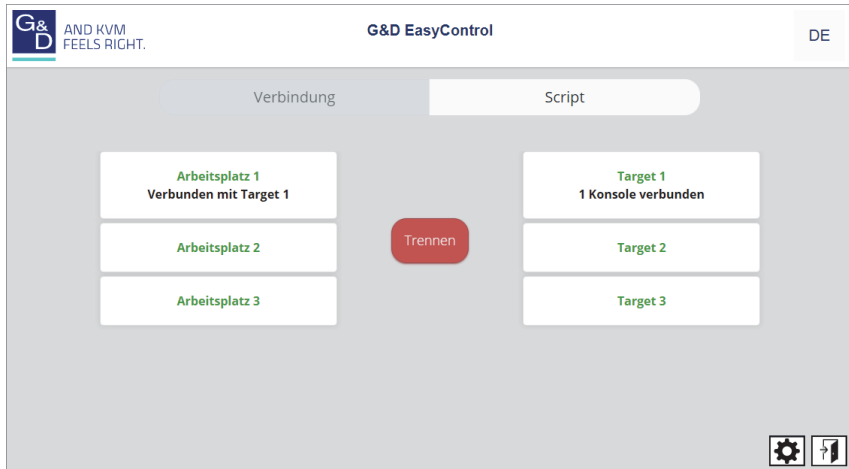 G&D
AND KVM
FEELS RIGHT.
G&D EasyControl
DE
Verbindung
Script
Arbeitsplatz 1
Verbunden mit Target 1
Arbeitsplatz 2
Arbeitsplatz 3
Trennen
Target 1
1 Konsole verbunden
Target 2
Target 3